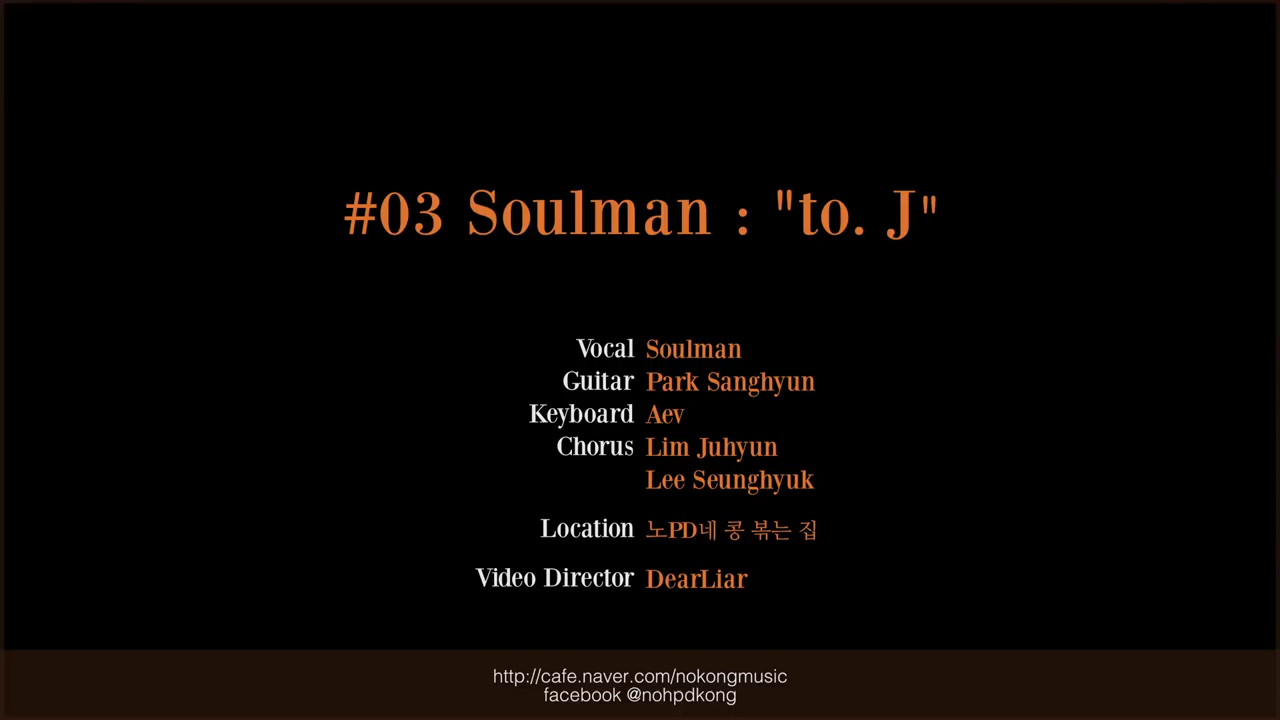 #03 Soulman : "to. J"
Vocal Soulman
Guitar Park Sanghyun
Keyboard Aev
Chorus Lim Juhyun
Lee Seunghyuk
Location 노PD네 콩 볶는 집
Video Director DearLiar
http://cafe.naver.com/nokongmusic
facebook @nohpdkong